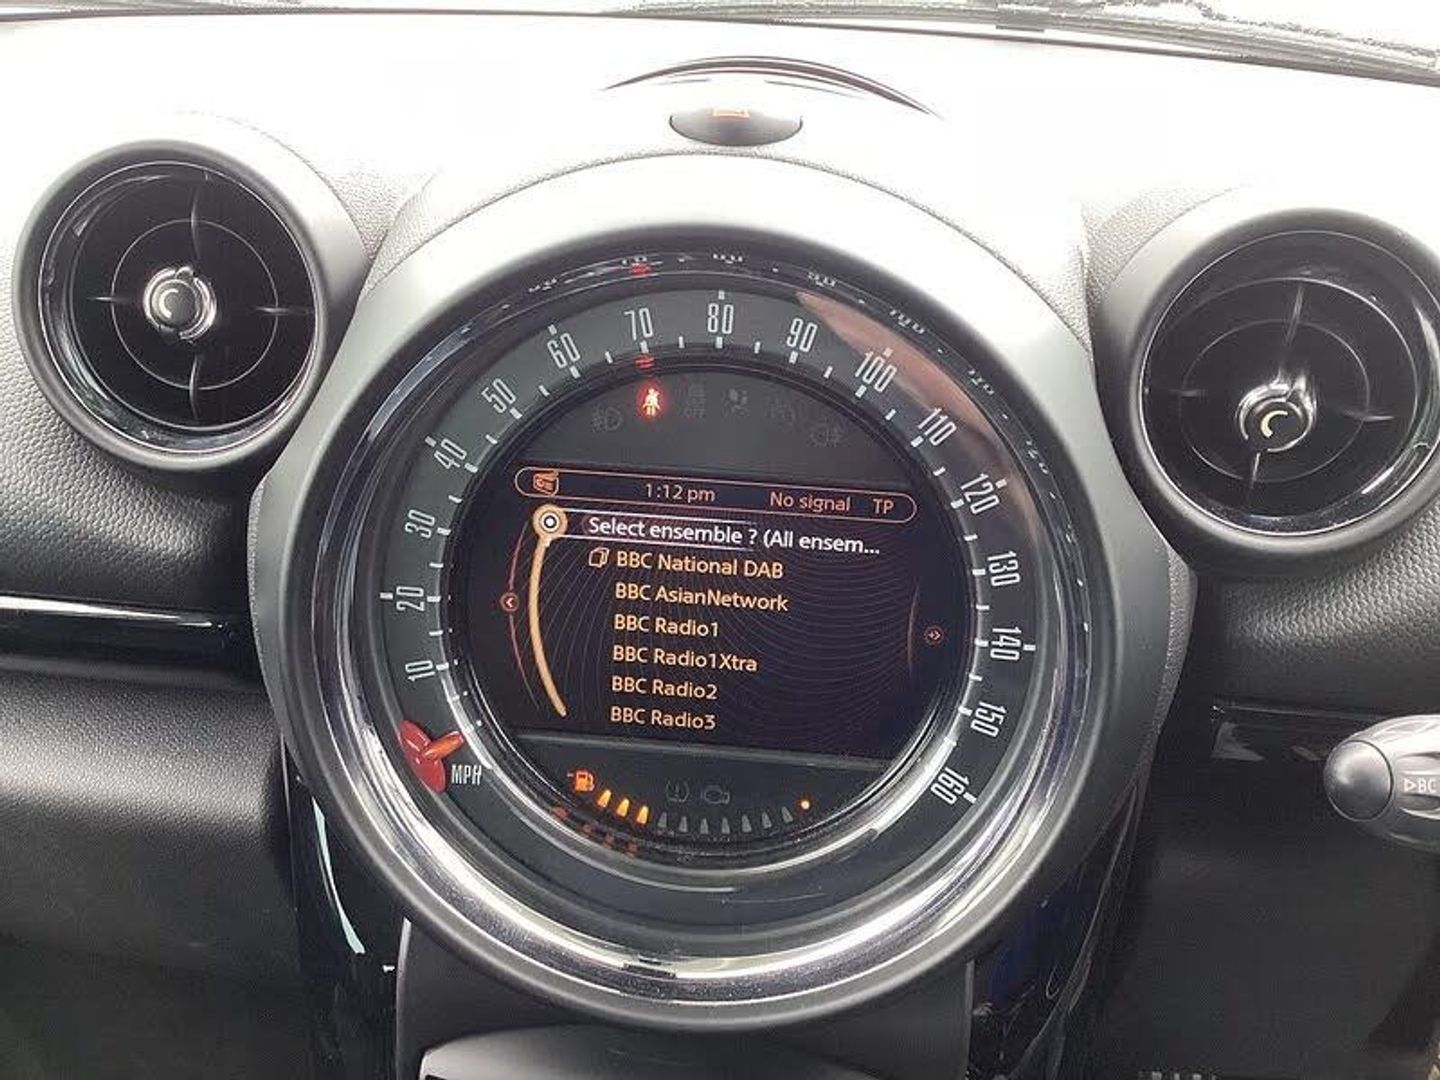 10
20
30
40
50
60
70
80
90
100
110
120
130
140
150
160
MPH
1:12 pm No signal TP
Select ensemble ? (All ensem...
BBC National DAB
BBC AsianNetwork
BBC Radio1
BBC Radio1Xtra
BBC Radio2
BBC Radio3
BC